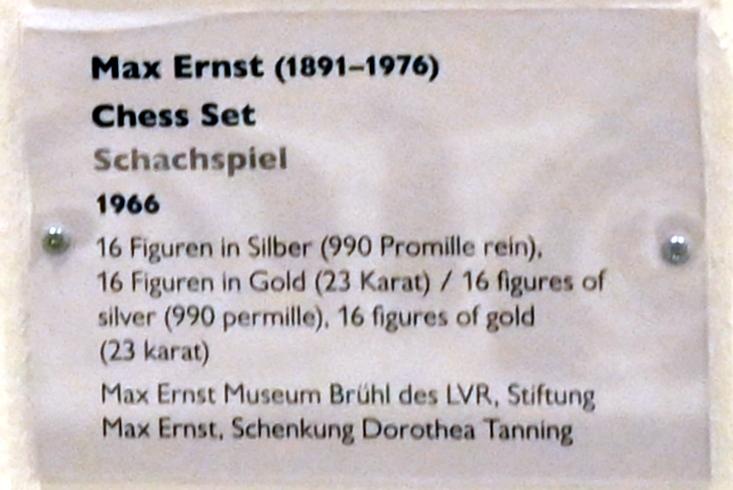 Max Ernst (1891–1976)
Chess Set
Schachspiel
1966
16 Figuren in Silber (990 Promille rein),
16 Figuren in Gold (23 Karat) / 16 figures of
silver (990 permille), 16 figures of gold
(23 karat)
Max Ernst Museum Brühl des LVR, Stiftung
Max Ernst, Schenkung Dorothea Tanning